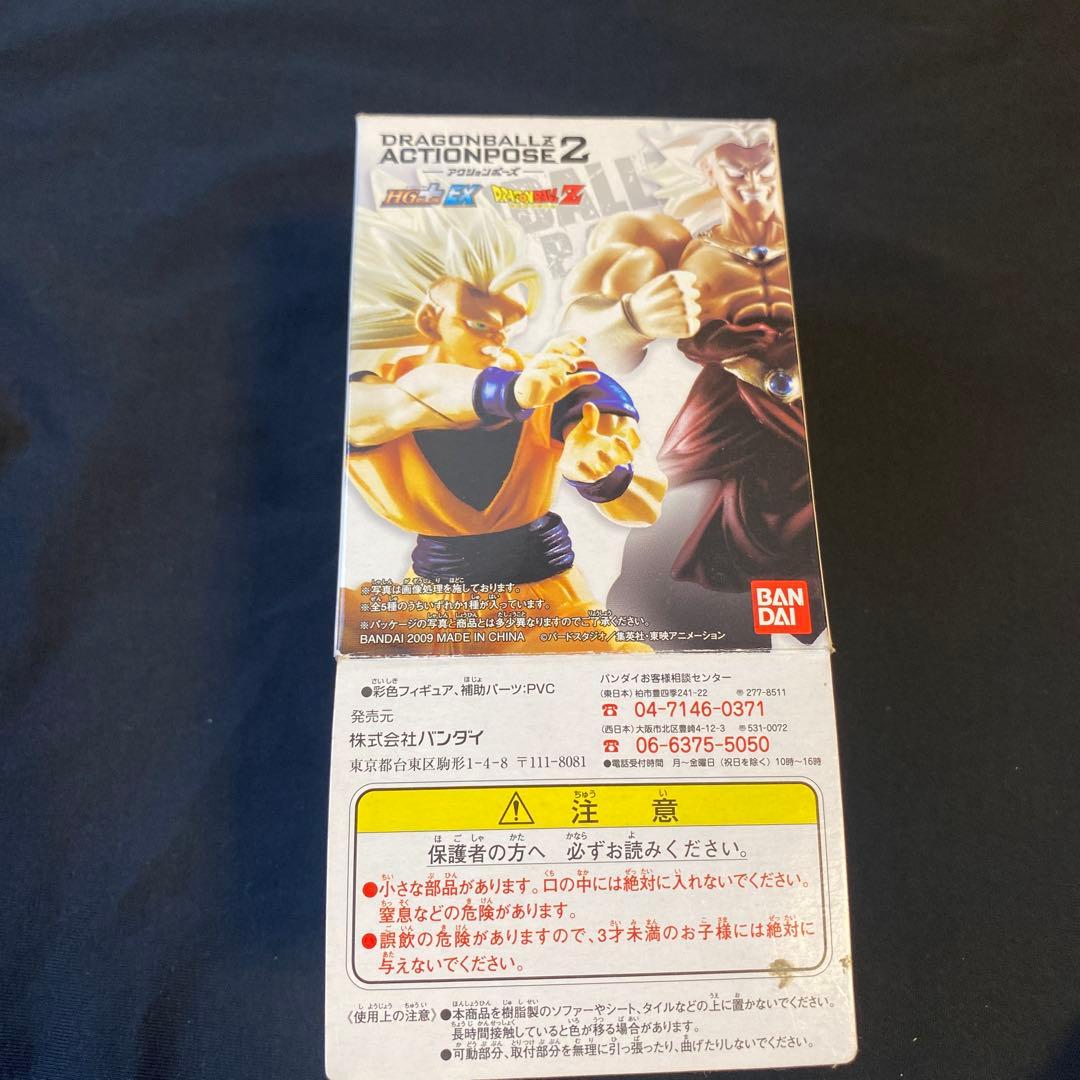 DRAGONBALLZ
ACTIONPOSE2
アクションポーズ
HG PLUS EX DRAGON BALL Z
BALL
※写真は画像処理を施しております。
※全5種のうちいずれか1種が入っています。
※パッケージの写真と商品とは多少異なりますのでご了承ください。
BANDAI 2009 MADE IN CHINA ©バードスタジオ/集英社・東映アニメーション
BAN
DAI
●彩色フィギュア、補助パーツ:PVC
発売元
株式会社バンダイ
東京都台東区駒形1-4-8 〒111-8081
バンダイお客様相談センター
(東日本) 柏市豊四季241-22 〒277-8511
☎ 04-7146-0371
(西日本) 大阪市北区豊崎4-12-3 〒531-0072
☎ 06-6375-5050
●電話受付時間 月〜金曜日(祝日を除く)10時〜16時
⚠ 注意
保護者の方へ 必ずお読みください。
●小さな部品があります。口の中には絶対に入れないでください。
窒息などの危険があります。
●誤飲の危険がありますので、3才未満のお子様には絶対に
与えないでください。
《使用上の注意》●本商品を樹脂製のソファーやシート、タイルなどの上に置かないでください。
長時間接触していると色が移る場合があります。
●可動部分、取付部分を無理に引っ張ったり、曲げたりしないでください。